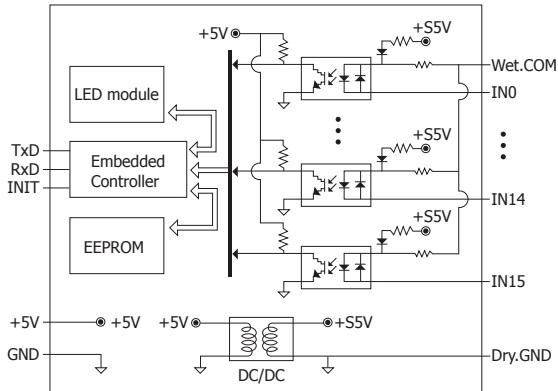 +5V
+S5V
Wet.COM
LED module
IN0
TxD
RxD
INIT
Embedded
Controller
+S5V
IN14
EEPROM
+S5V
IN15
+5V
+5V
+5V
+S5V
GND
Dry.GND
DC/DC